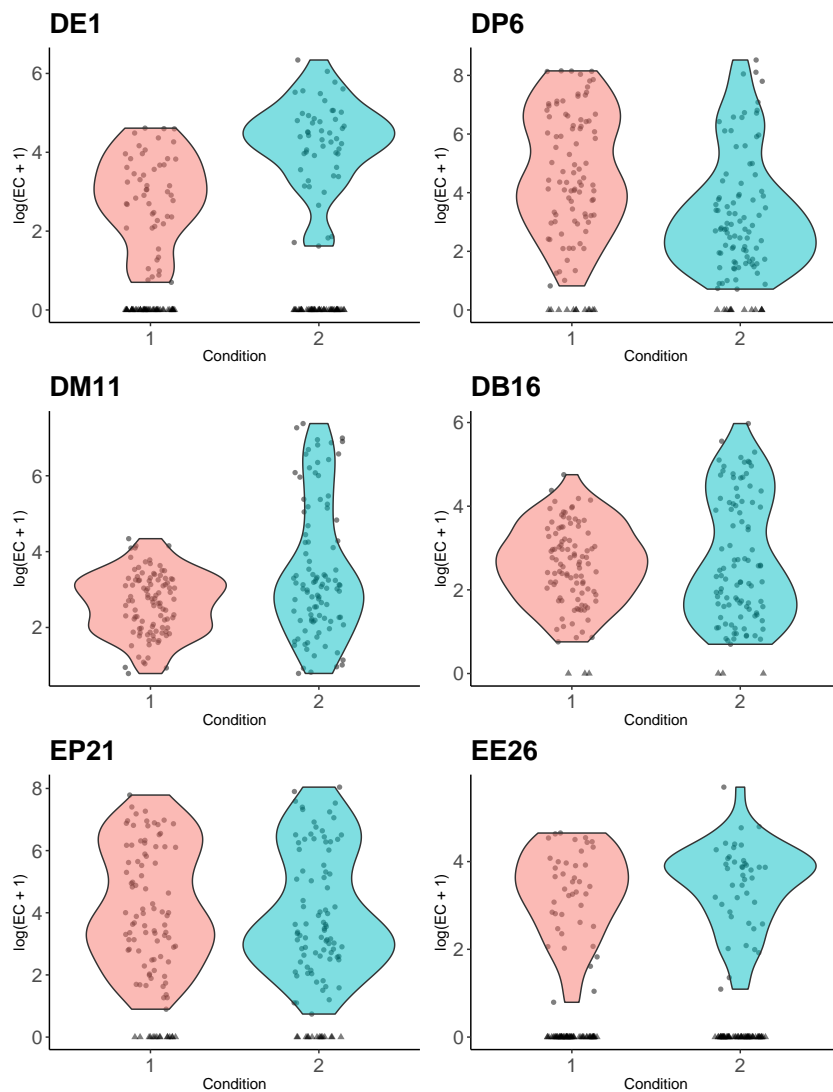 DE1
6
4
2
0
log(EC + 1)
1
2
Condition
DP6
8
6
4
2
0
log(EC + 1)
1
2
Condition
DM11
6
4
2
log(EC + 1)
1
2
Condition
DB16
6
4
2
0
log(EC + 1)
1
2
Condition
EP21
8
6
4
2
0
log(EC + 1)
1
2
Condition
EE26
4
2
0
log(EC + 1)
1
2
Condition